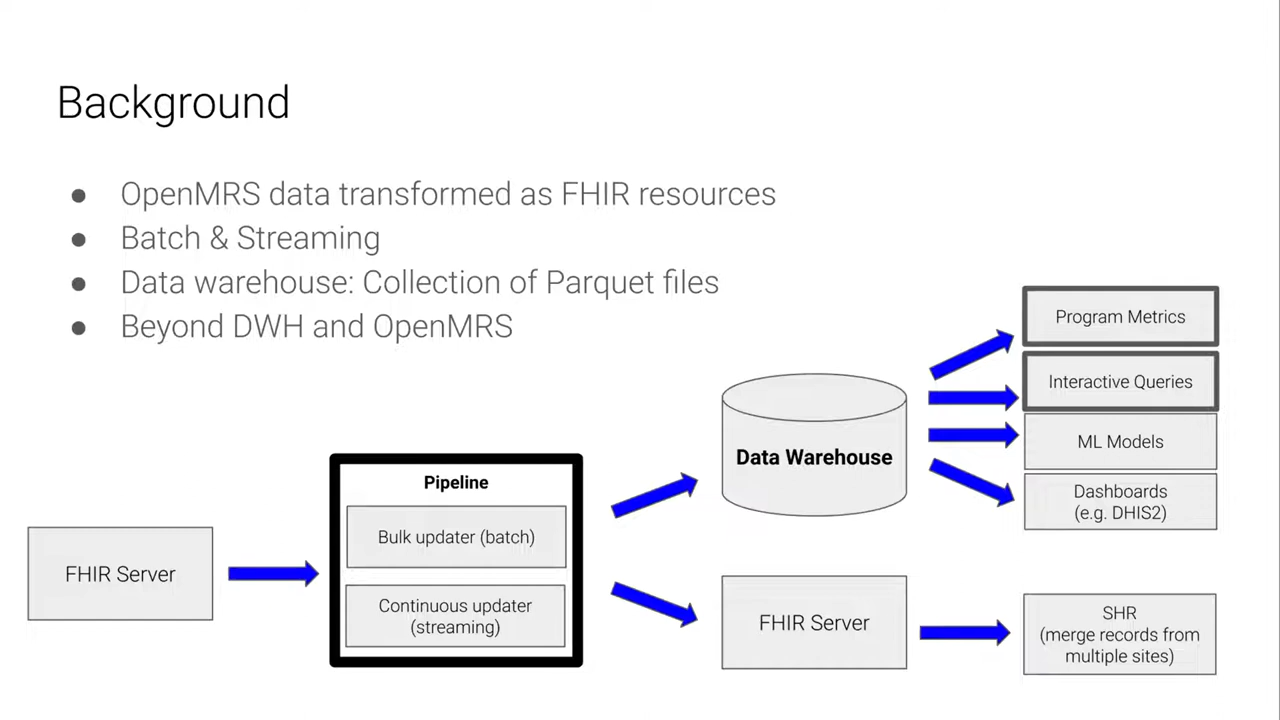 Background
● OpenMRS data transformed as FHIR resources
● Batch & Streaming
● Data warehouse: Collection of Parquet files
● Beyond DWH and OpenMRS
FHIR Server
Pipeline
Bulk updater (batch)
Continuous updater
(streaming)
Data Warehouse
FHIR Server
Program Metrics
Interactive Queries
ML Models
Dashboards
(e.g. DHIS2)
SHR
(merge records from
multiple sites)